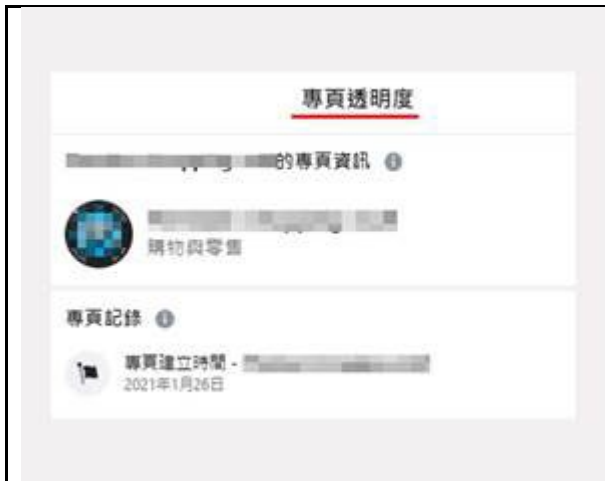 專頁透明度
的專頁資訊
購物與零售
專頁記錄
專頁建立時間 -
2021年1月26日